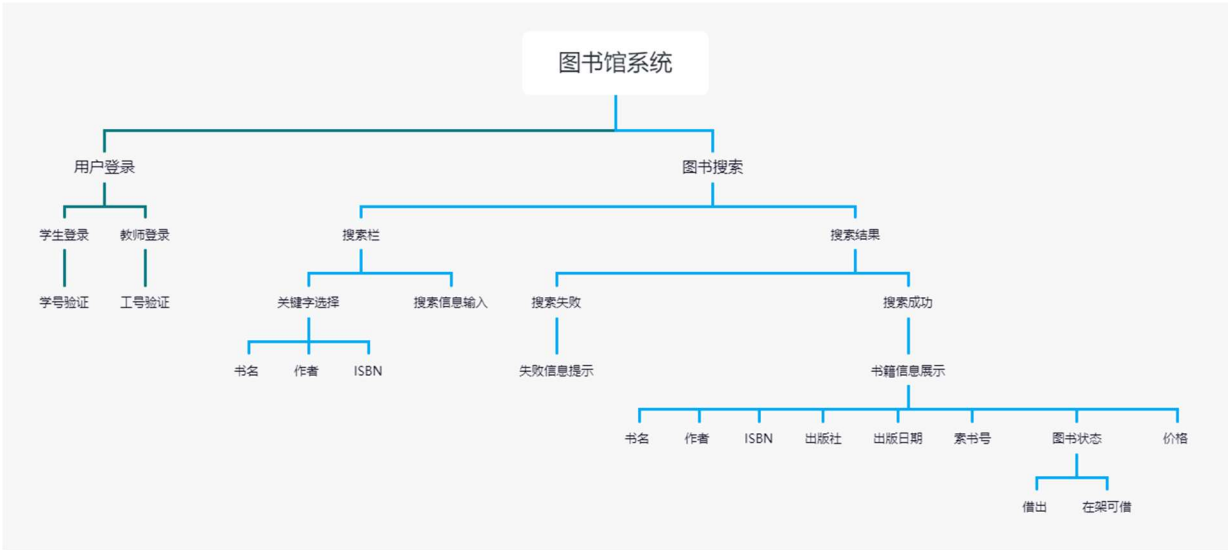 图书馆系统
用户登录
图书搜索
学生登录
教师登录
搜索栏
搜索结果
学号验证
工号验证
关键字选择
搜索信息输入
搜索失败
搜索成功
书名
作者
ISBN
失败信息提示
书籍信息展示
书名
作者
ISBN
出版社
出版日期
索书号
图书状态
价格
借出
在架可借